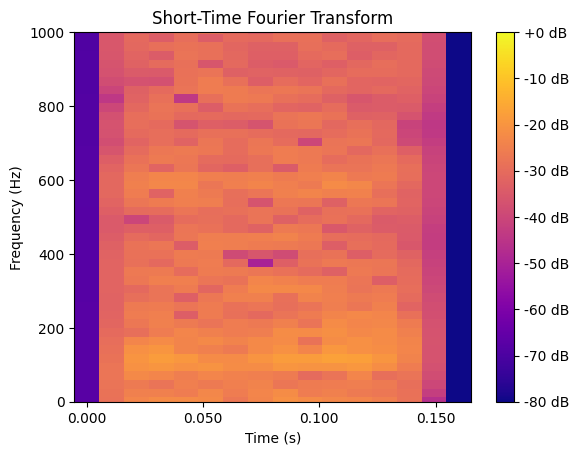 Short-Time Fourier Transform
1000
800
600
400
200
0
Frequency (Hz)
0.000
0.050
0.100
0.150
Time (s)
+0 dB
-10 dB
-20 dB
-30 dB
-40 dB
-50 dB
-60 dB
-70 dB
-80 dB